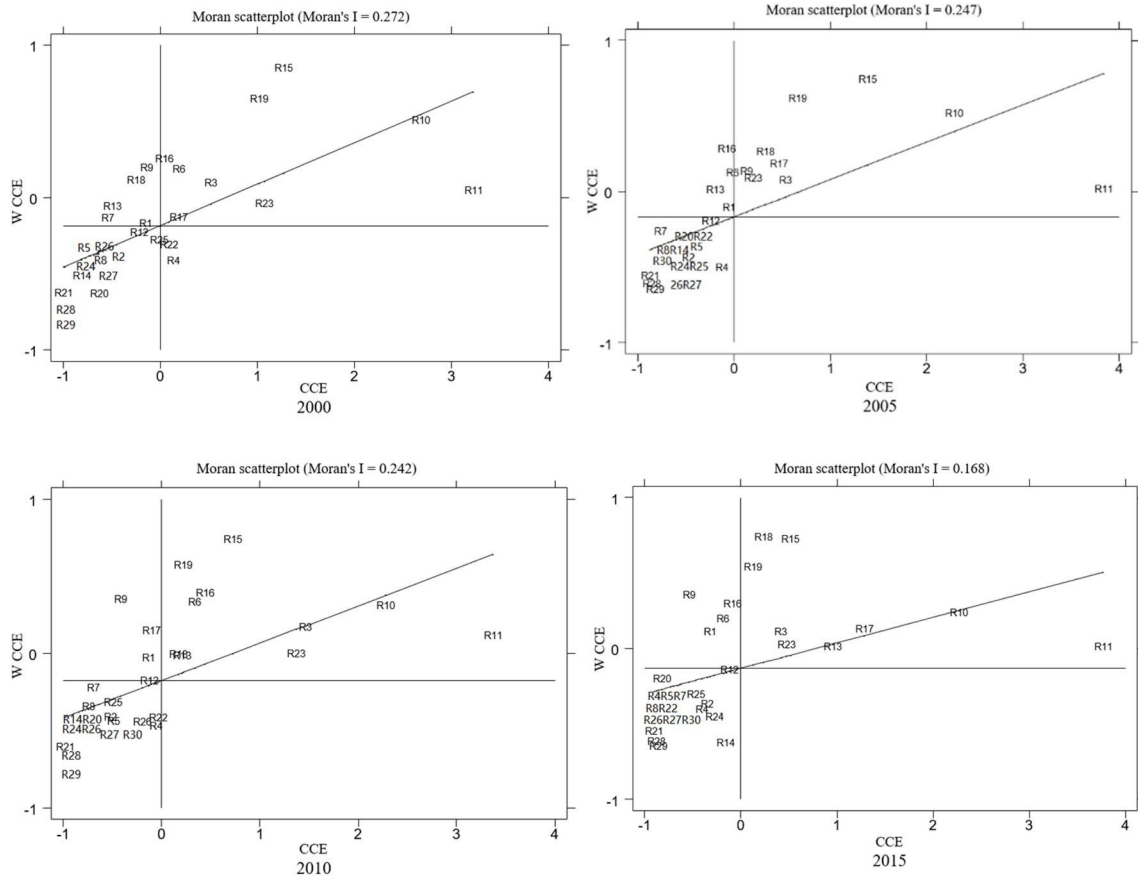 Moran scatterplot (Moran's I = 0.272)
1
R15
R19
R10
R16
R9 R6
R18 R3
R11
0
R13 R23
R7 R17
R1
R12
R25 R22
R5 R26
R2 R4
R8
R24
R14 R27
R21 R20
R28
R29
-1
W CCE
-1 0 1 2 3 4
CCE
2000
Moran scatterplot (Moran's I = 0.247)
1
R15
R19
R10
R16 R18
R17
R6 R9
R23 R3
R13 R11
0
R1
R12
R7
R20R22
R5
R8R14
R2
R30
R24R25 R4
R21
R28
R29 26R27
-1
W CCE
-1 0 1 2 3 4
CCE
2005
Moran scatterplot (Moran's I = 0.242)
1
R15
R19
R16
R9 R6
R10
R3
R17
R11
R1 R13
R23
0
R12
R7
R25
R8
R14R20 R2 R22
R5 R26 R4
R24R26
R27 R30
R21
R28
R29
-1
W CCE
-1 0 1 2 3 4
CCE
2010
Moran scatterplot (Moran's I = 0.168)
1
R18 R15
R19
R9
R16
R10
R6
R1 R3 R17
R23 R13 R11
0
R12
R20
R4R5R7 R25
R2
R8R22 R4
R24
R26R27R30
R21
R28
R29 R14
-1
W CCE
-1 0 1 2 3 4
CCE
2015